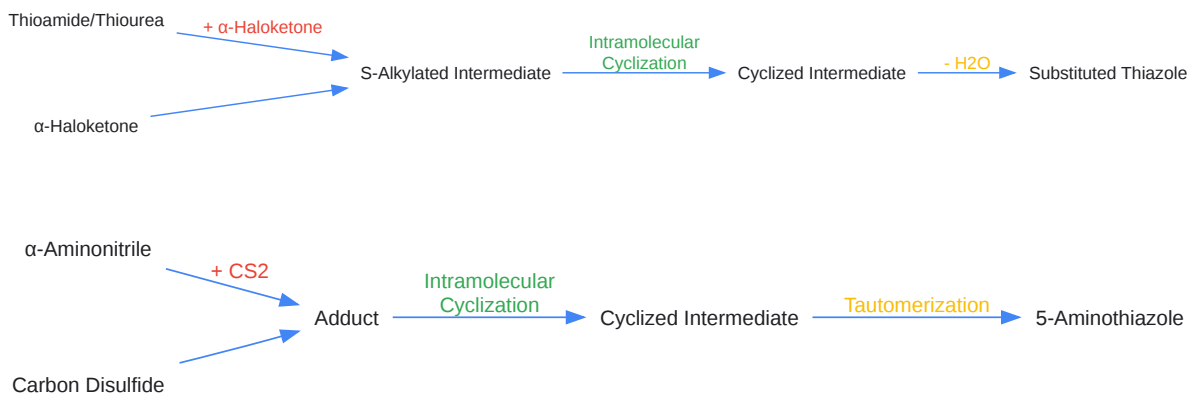 Thioamide/Thiourea
+ α-Haloketone
α-Haloketone
S-Alkylated Intermediate
Intramolecular
Cyclization
Cyclized Intermediate
- H2O
Substituted Thiazole
α-Aminonitrile
+ CS2
Carbon Disulfide
Adduct
Intramolecular
Cyclization
Cyclized Intermediate
Tautomerization
5-Aminothiazole